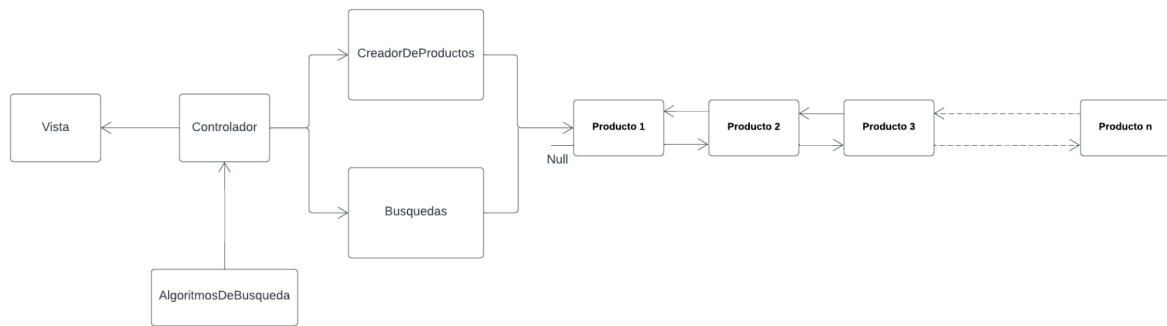 CreadorDeProductos
Vista
Controlador
Producto 1
Producto 2
Producto 3
Producto n
Null
Busquedas
AlgoritmosDeBusqueda